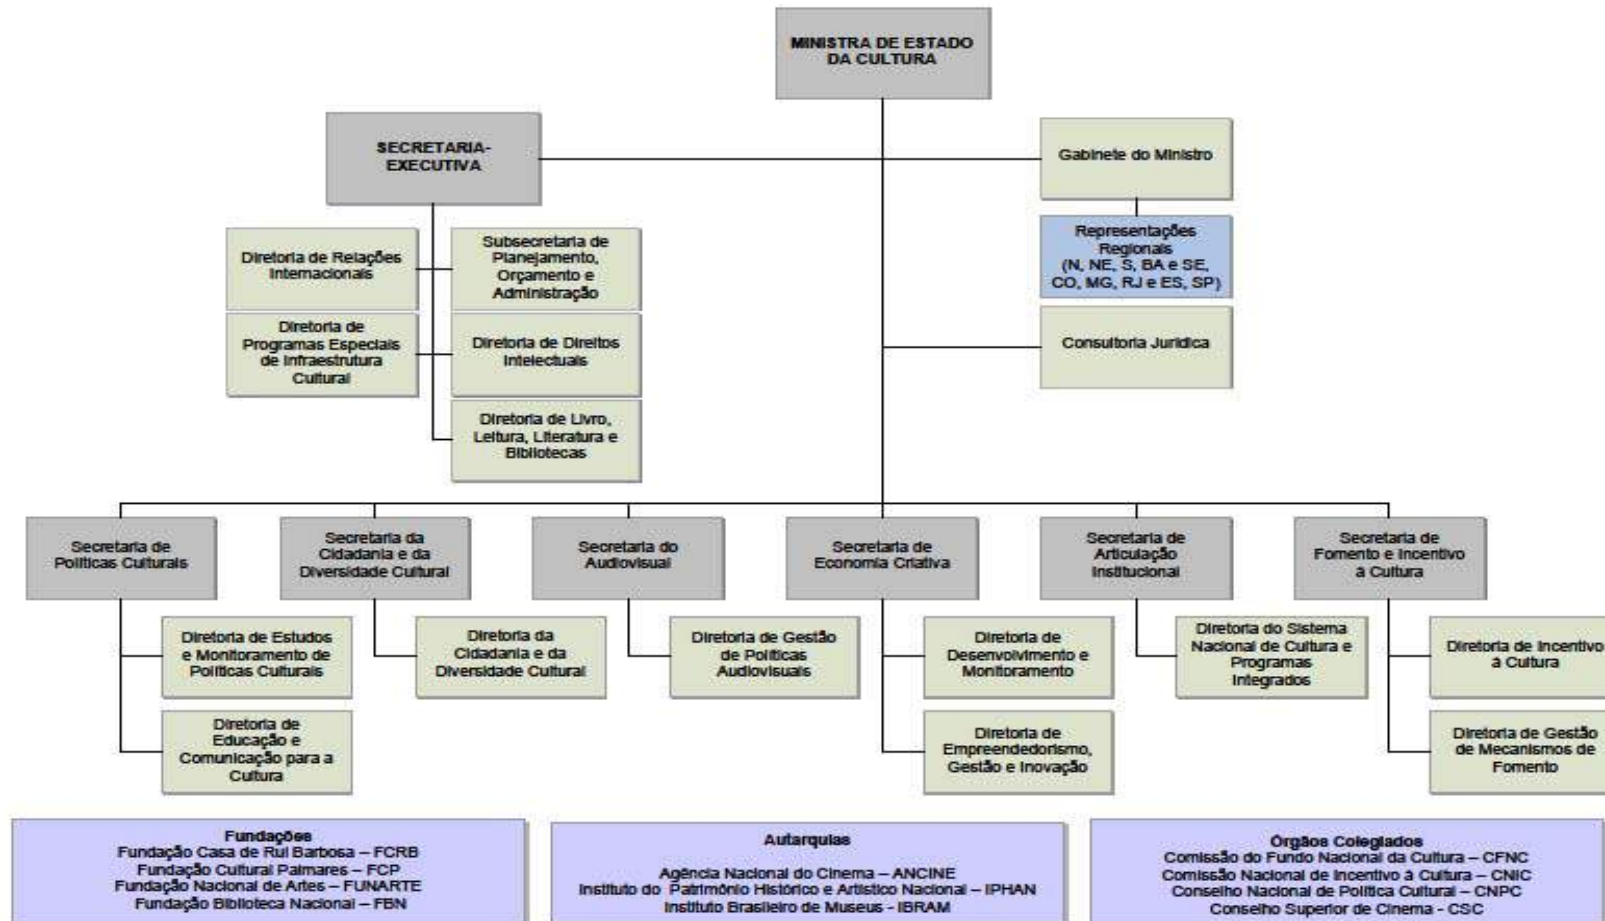 MINISTRA DE ESTADO
DA CULTURA
SECRETARIA-
EXECUTIVA
Gabinete do Ministro
Representações
Regionais
(N, NE, S, BA e SE,
CO, MG, RJ e ES, SP)
Consultoria Jurídica
Diretoria de Relações
Internacionais
Subsecretaria de
Planejamento,
Orçamento e
Administração
Diretoria de
Programas Especiais
de Infraestrutura
Cultural
Diretoria de Direitos
Intelectuais
Diretoria de Livro,
Leitura, Literatura e
Bibliotecas
Secretaria de
Políticas Culturais
Secretaria da
Cidadania e da
Diversidade Cultural
Secretaria do
Audiovisual
Secretaria de
Economia Criativa
Secretaria de
Articulação
Institucional
Secretaria de
Fomento e Incentivo
à Cultura
Diretoria de Estudos
e Monitoramento de
Políticas Culturais
Diretoria da
Cidadania e da
Diversidade Cultural
Diretoria de Gestão
de Políticas
Audiovisuais
Diretoria de
Desenvolvimento e
Monitoramento
Diretoria do Sistema
Nacional de Cultura e
Programas
Integrados
Diretoria de Incentivo
à Cultura
Diretoria de
Educação e
Comunicação para a
Cultura
Diretoria de
Empreendedorismo,
Gestão e Inovação
Diretoria de Gestão
de Mecanismos de
Fomento
Fundações
Fundação Casa de Rui Barbosa – FCRB
Fundação Cultural Palmares – FCP
Fundação Nacional de Artes – FUNARTE
Fundação Biblioteca Nacional – FBN
Autarquias
Agência Nacional do Cinema – ANCINE
Instituto do Patrimônio Histórico e Artístico Nacional – IPHAN
Instituto Brasileiro de Museus - IBRAM
Órgãos Colegiados
Comissão do Fundo Nacional da Cultura – CFNC
Comissão Nacional de Incentivo à Cultura – CNIC
Conselho Nacional de Política Cultural – CNPC
Conselho Superior de Cinema - CSC